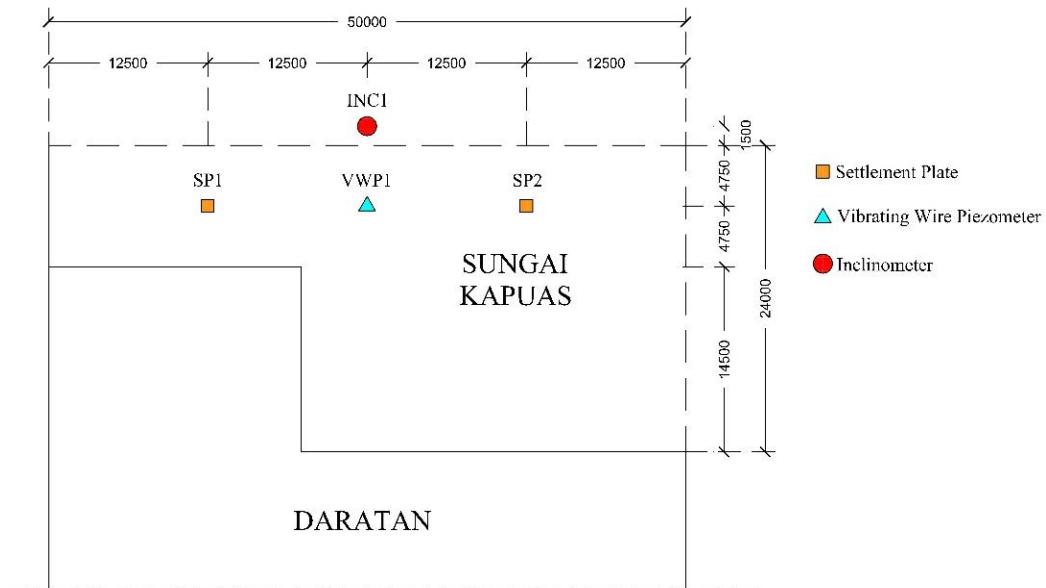 50000
12500
12500
12500
12500
INC1
1500
SP1
VWP1
SP2
4750
4750
Settlement Plate
Vibrating Wire Piezometer
Inclinometer
SUNGAI
KAPUAS
24000
14500
DARATAN